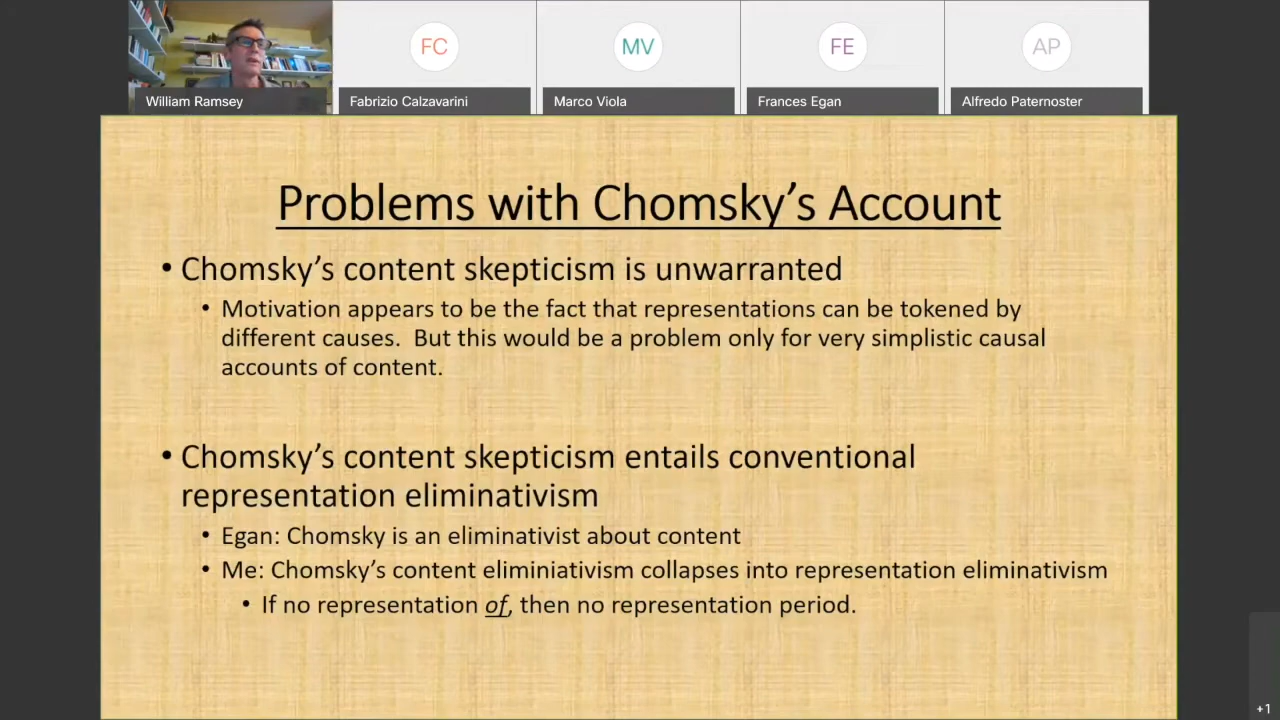 FC
MV
FE
AP
William Ramsey
Fabrizio Calzavarini
Marco Viola
Frances Egan
Alfredo Paternoster
Problems with Chomsky's Account
• Chomsky's content skepticism is unwarranted
• Motivation appears to be the fact that representations can be tokened by
different causes. But this would be a problem only for very simplistic causal
accounts of content.
• Chomsky's content skepticism entails conventional
representation eliminativism
• Egan: Chomsky is an eliminativist about content
• Me: Chomsky's content eliminiativism collapses into representation eliminativism
• If no representation of, then no representation period.
+1